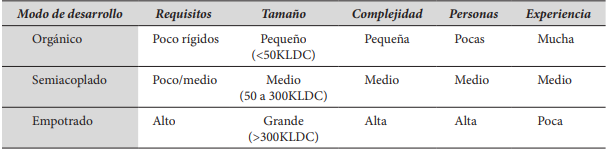 Modo de desarrollo Requisitos Tamaño Complejidad Personas Experiencia
Orgánico Poco rígidos Pequeño Pequeña Pocas Mucha
(<50KLDC)
Semiacoplado Poco/medio Medio Medio Medio Medio
(50 a 300KLDC)
Empotrado Alto Grande Alta Alta Poca
(>300KLDC)